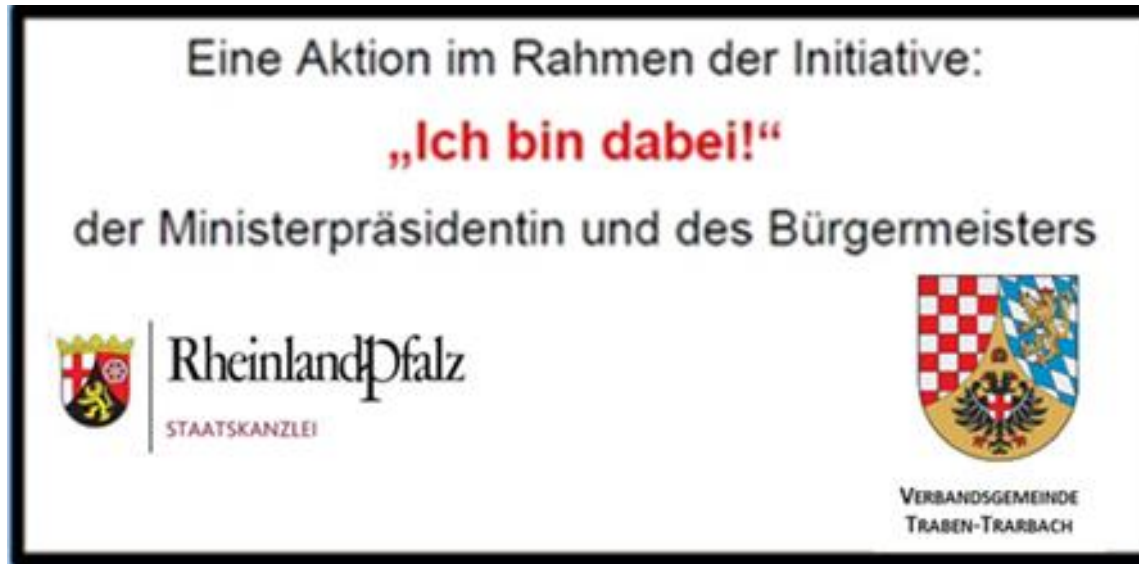 Eine Aktion im Rahmen der Initiative:
„Ich bin dabei!“
der Ministerpräsidentin und des Bürgermeisters
RheinlandPfalz
STAATSKANZLEI
VERBANDSGEMEINDE
TRABEN-TRARBACH